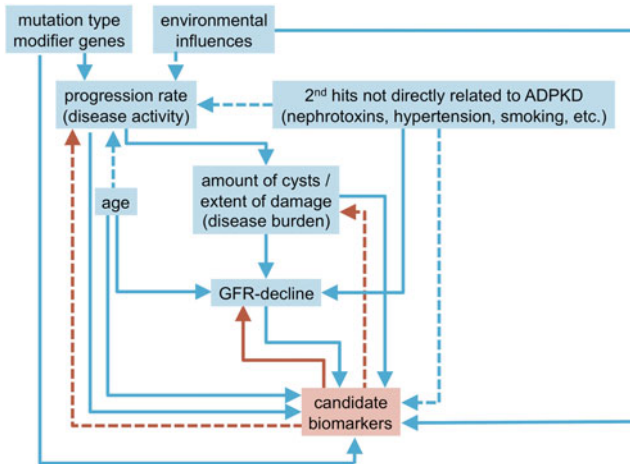 mutation type
modifier genes
environmental
influences
progression rate
(disease activity)
2nd hits not directly related to ADPKD
(nephrotoxins, hypertension, smoking, etc.)
age
amount of cysts /
extent of damage
(disease burden)
GFR-decline
candidate
biomarkers